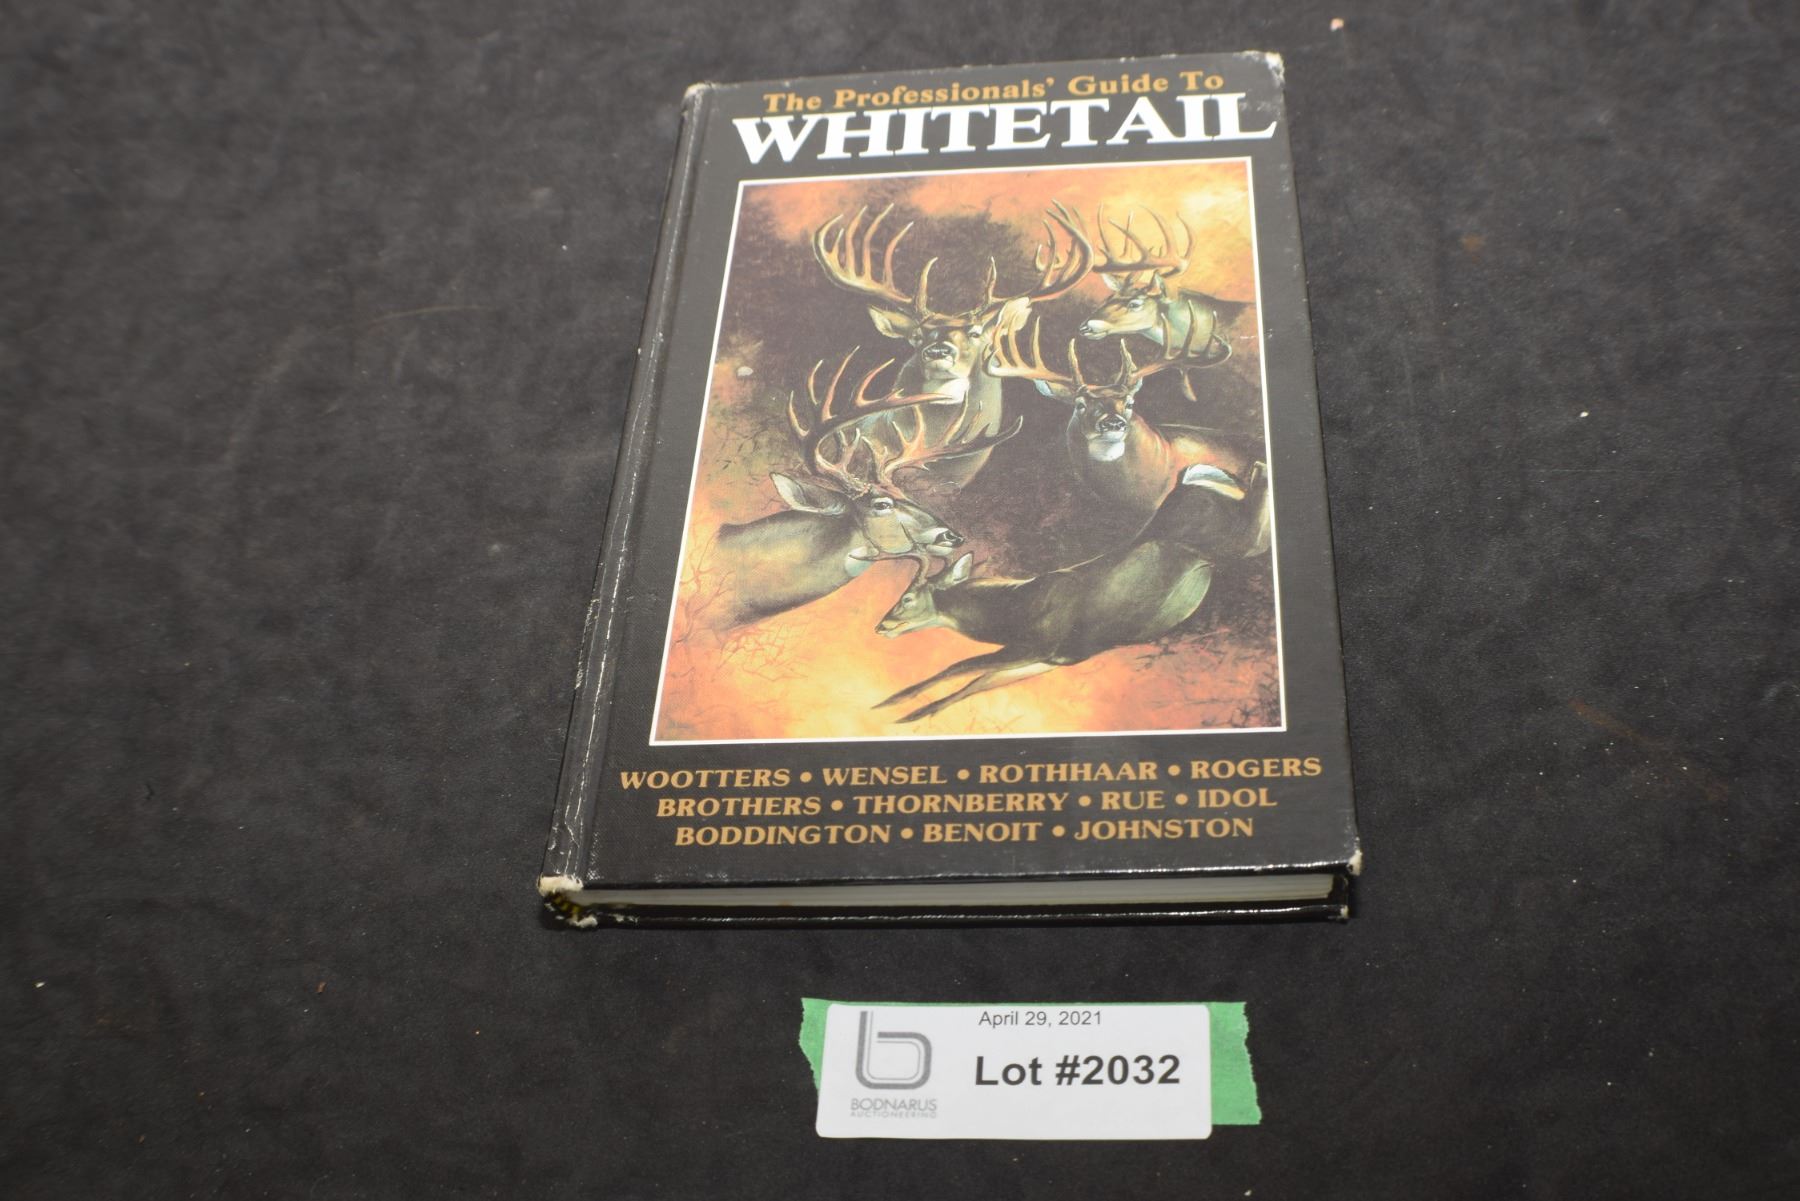 The Professionals' Guide To
WHITETAIL
WOOTTERS • WENSEL • ROTHHAAR • ROGERS
BROTHERS • THORNBERRY • RUE • IDOL
BODDINGTON • BENOIT • JOHNSTON
April 29, 2021
Lot #2032
BODNARUS
AUCTIONEERING